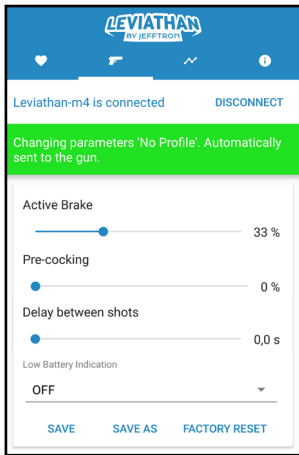 LEVIATHAN
BY JEFFTRON
Leviathan-m4 is connected
DISCONNECT
Changing parameters 'No Profile'. Automatically
sent to the gun.
Active Brake
33 %
Pre-cocking
0 %
Delay between shots
0,0 s
Low Battery Indication
OFF
SAVE
SAVE AS
FACTORY RESET